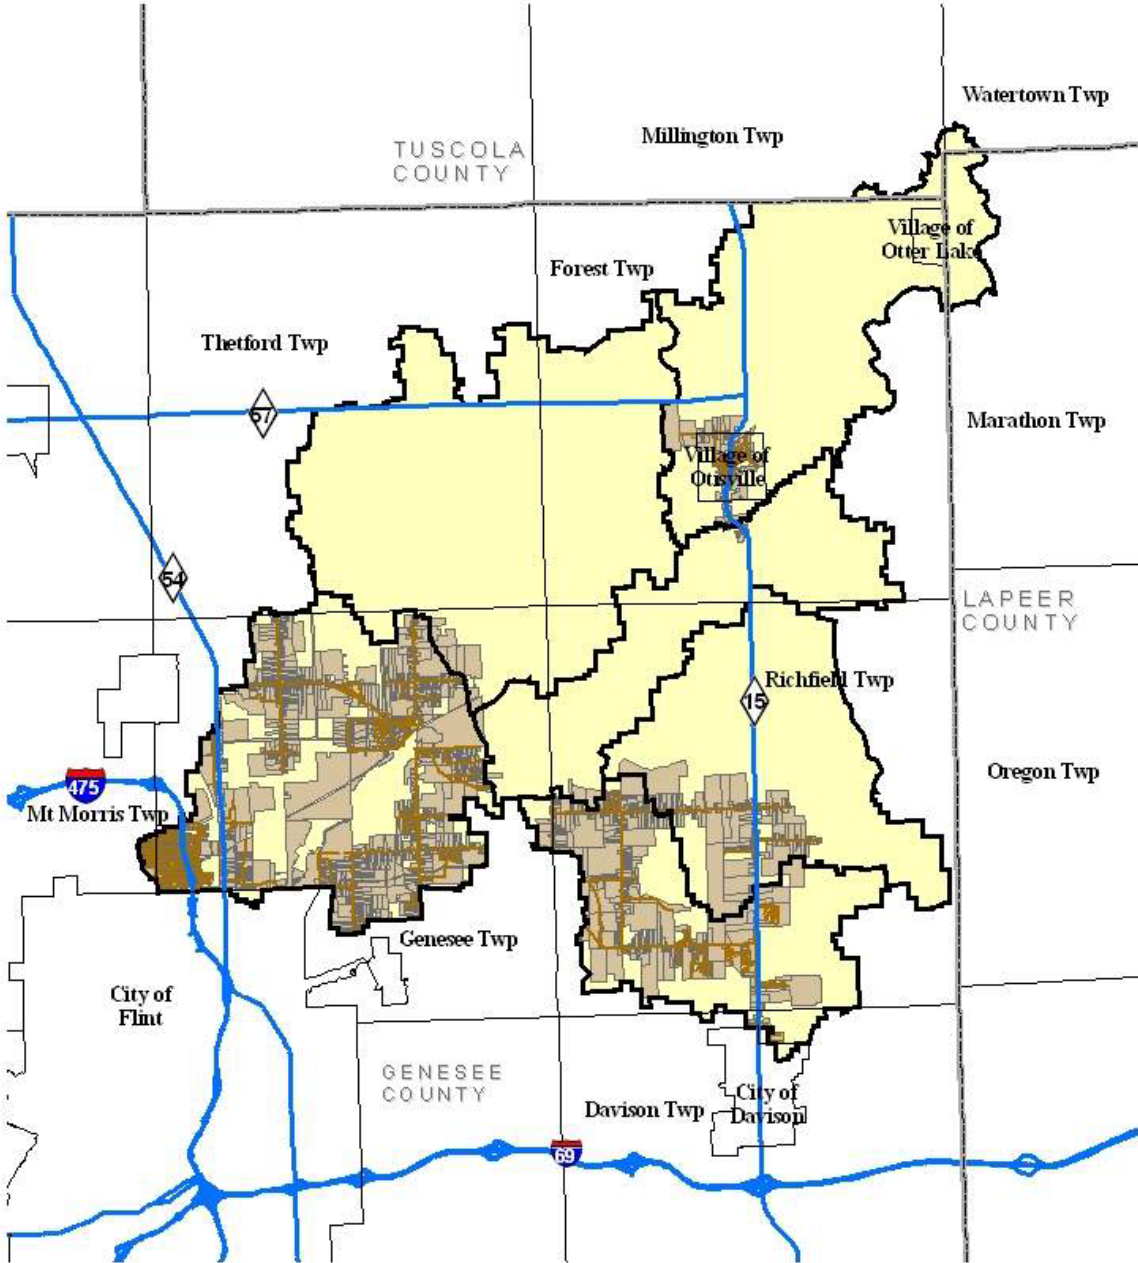 Watertown Twp
Millington Twp
TUSCOLA
COUNTY
Village of
Otter Lake
Forest Twp
Thetford Twp
57
Marathon Twp
Village of
Otisville
54
LAPEER
COUNTY
Richfield Twp
15
Oregon Twp
475
Mt Morris Twp
Genesee Twp
City of
Flint
GENESEE
COUNTY
City of
Davison
Davison Twp
69